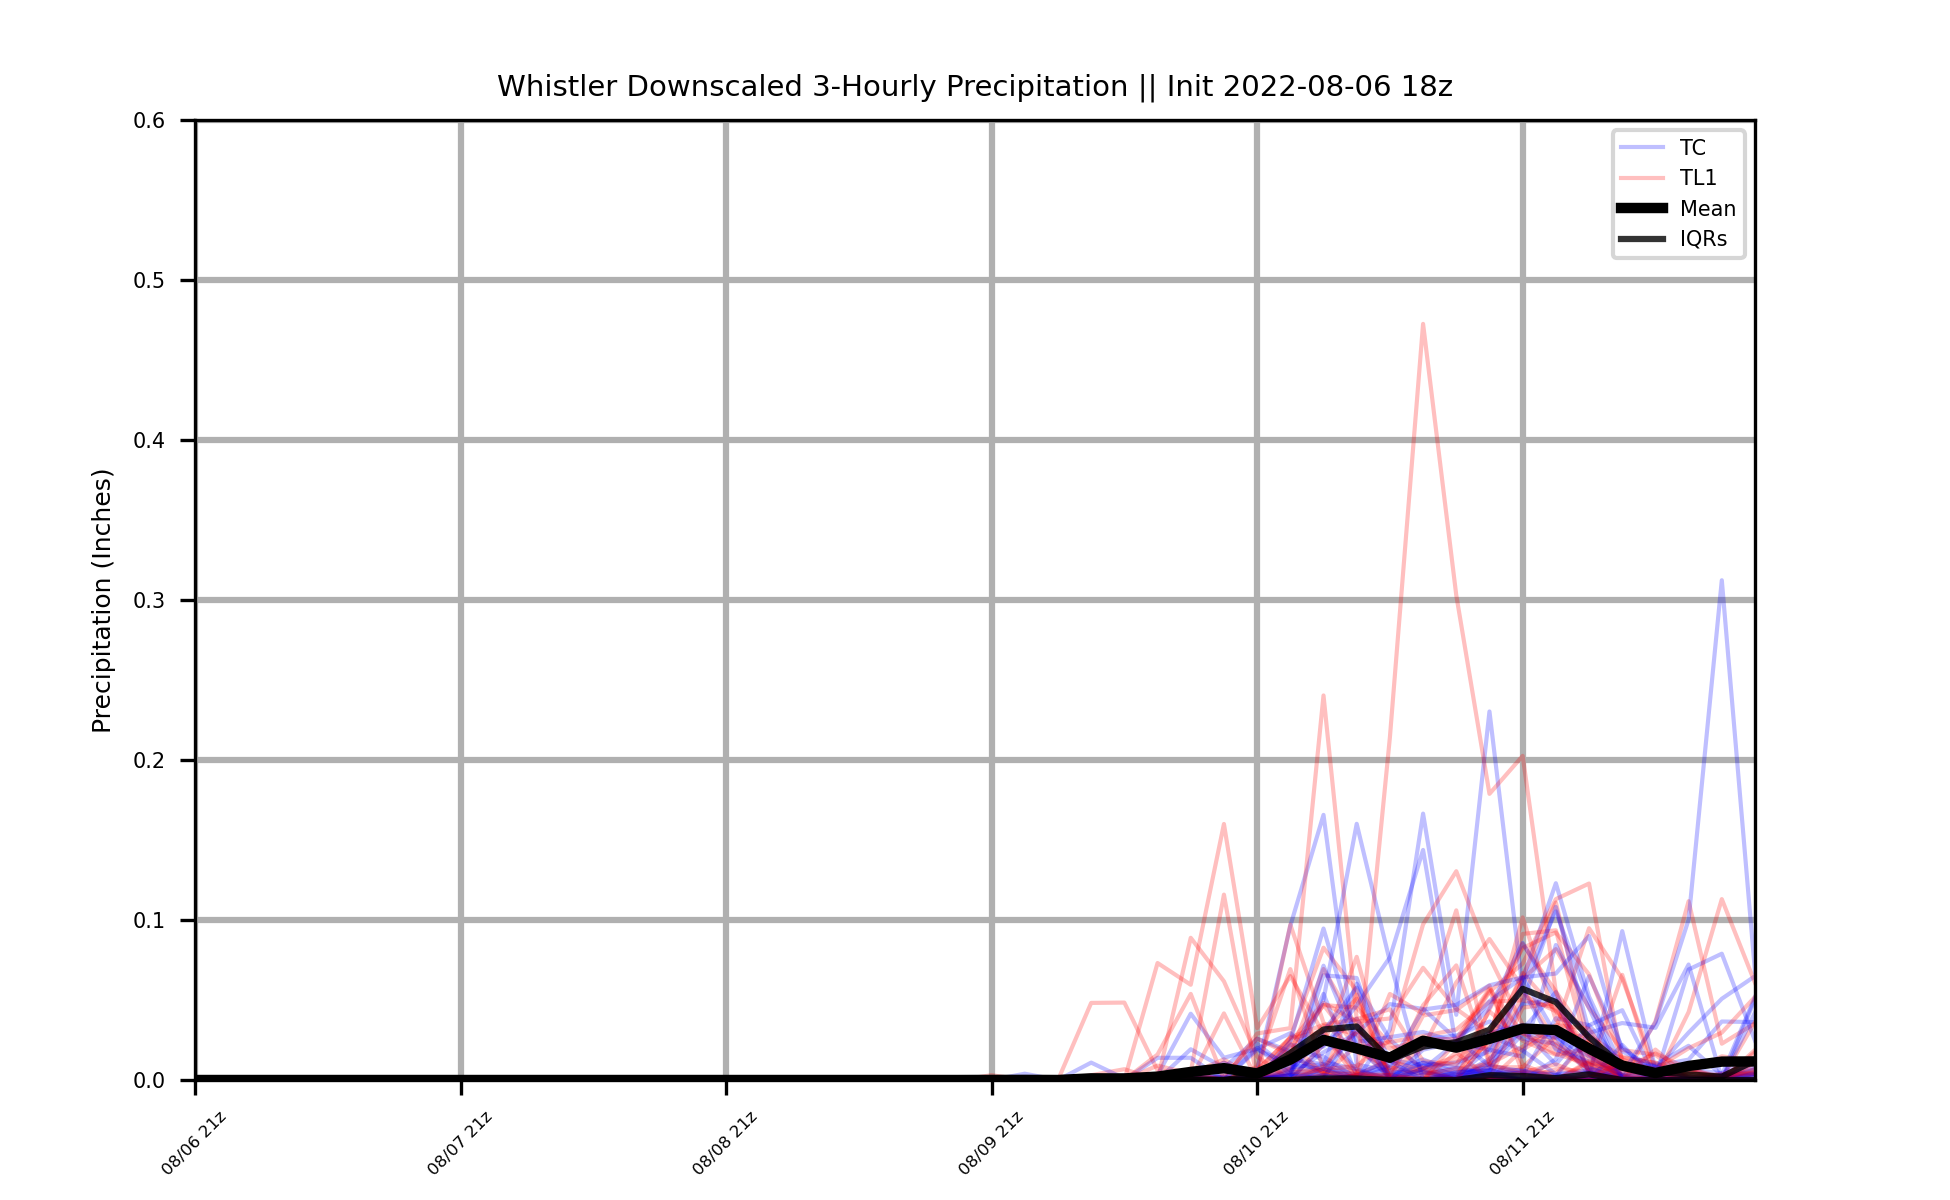 Whistler Downscaled 3-Hourly Precipitation || Init 2022-08-06 18z
0.6
0.5
0.4
0.3
0.2
0.1
0.0
Precipitation (Inches)
TC
TL1
Mean
IQRs
08/06 21z
08/07 21z
08/08 21z
08/09 21z
08/10 21z
08/11 21z